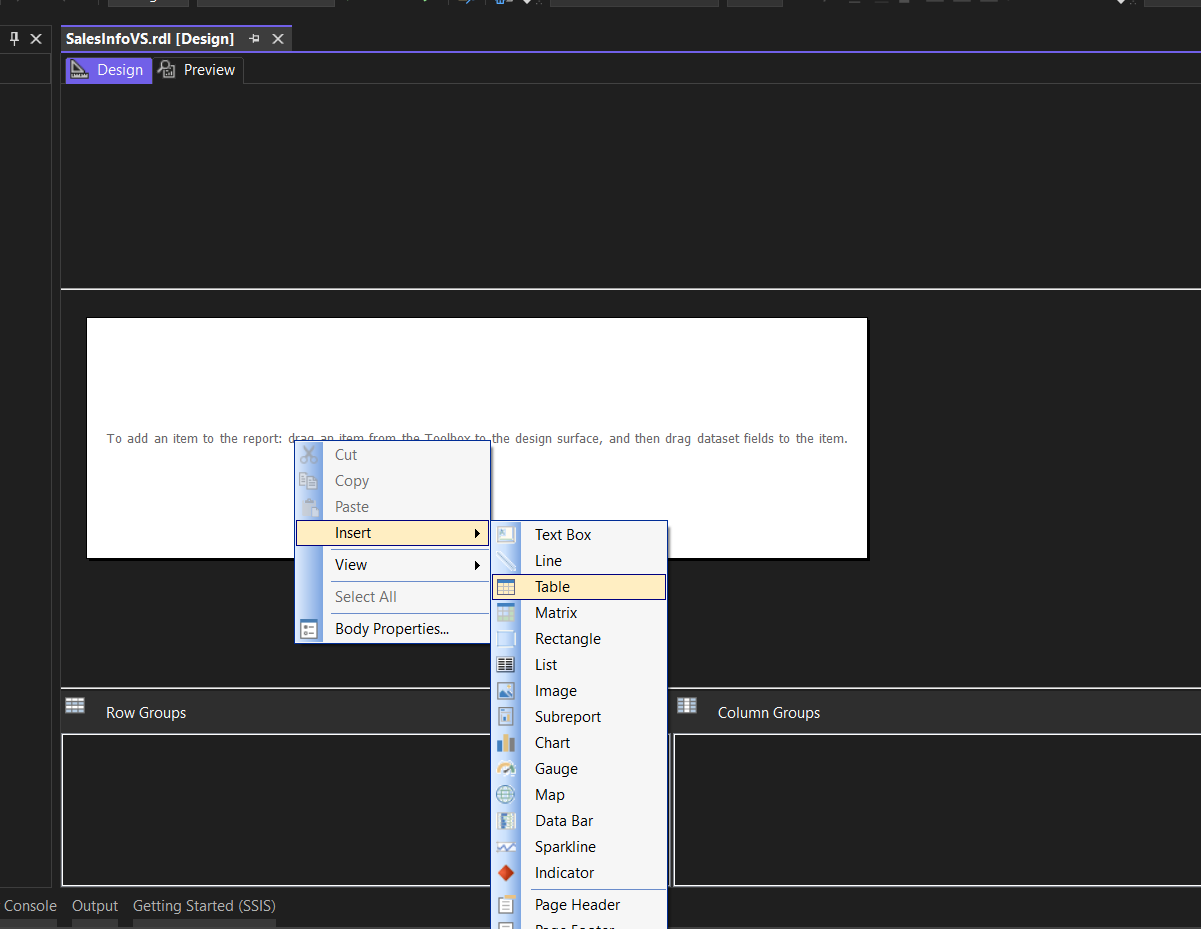 SalesInfoVS.rdl [Design]
Design
Preview
To add an item to the report: drag an item from the Toolbox to the design surface, and then drag dataset fields to the item.
Cut
Copy
Paste
Insert
View
Select All
Body Properties...
Text Box
Line
Table
Matrix
Rectangle
List
Image
Subreport
Chart
Gauge
Map
Data Bar
Sparkline
Indicator
Page Header
Page Footer
Row Groups
Column Groups
Console
Output
Getting Started (SSIS)